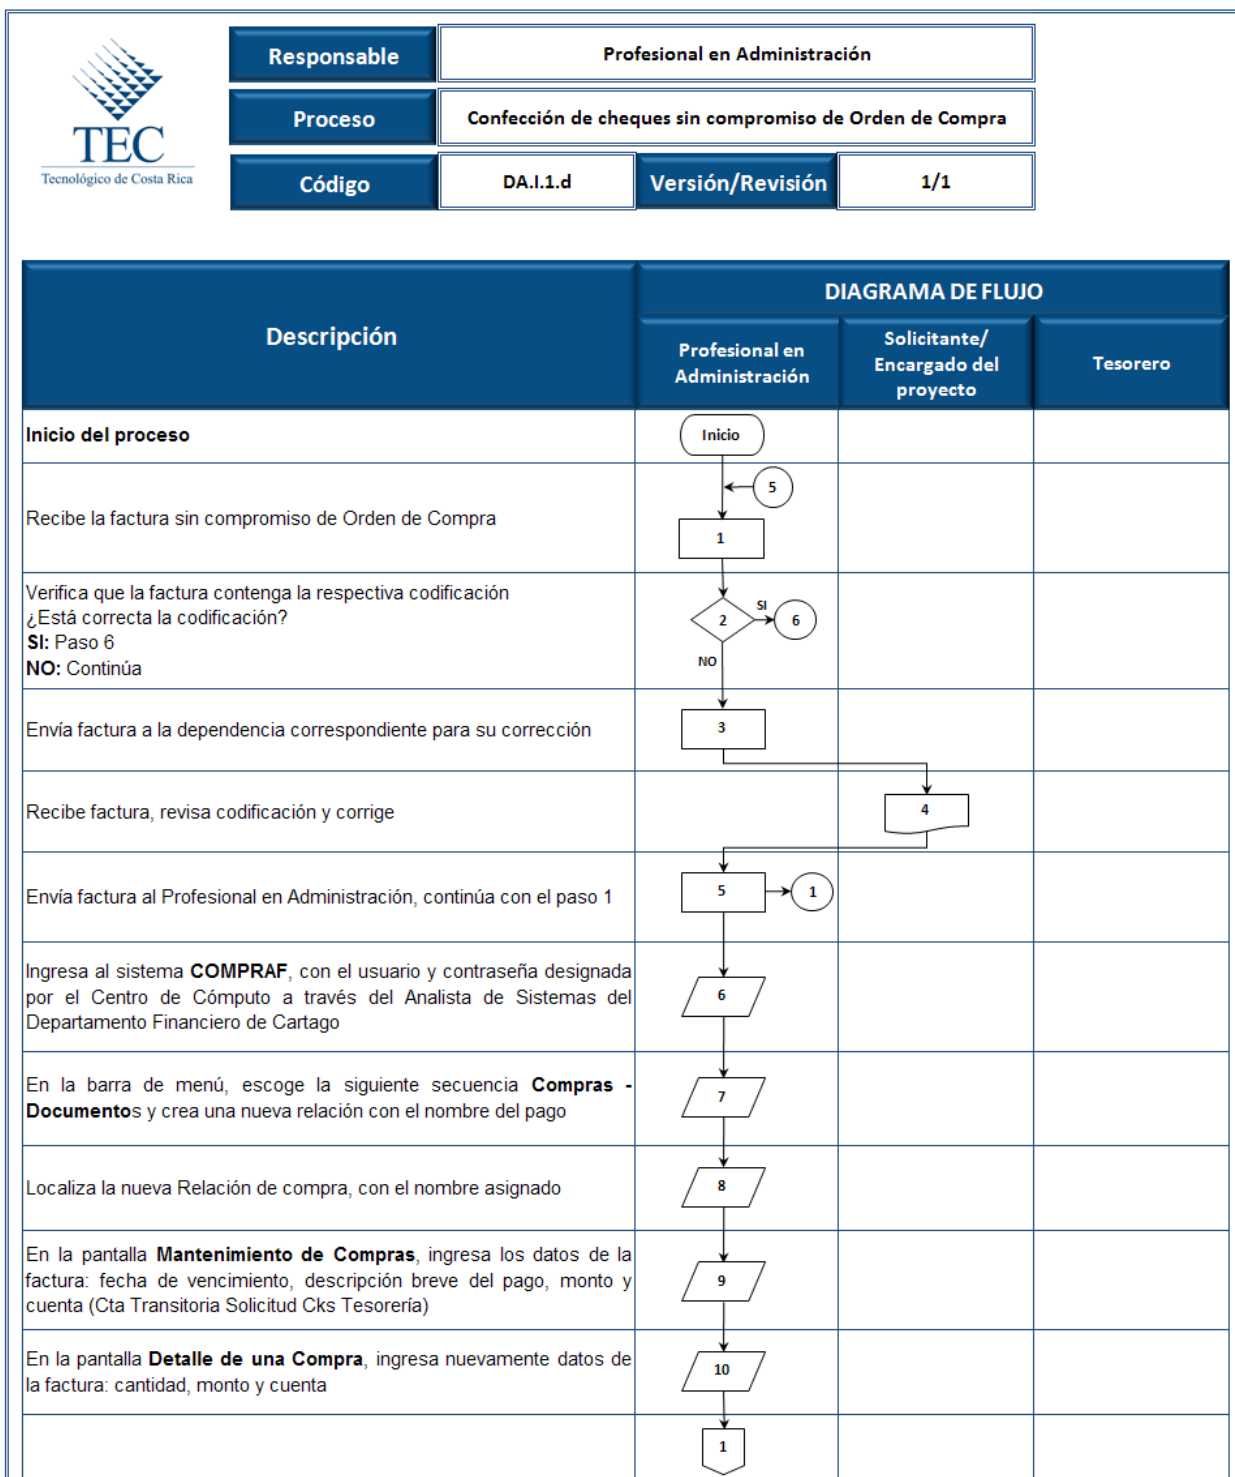 TEC
Tecnológico de Costa Rica
Responsable
Profesional en Administración
Proceso
Confección de cheques sin compromiso de Orden de Compra
Código
DA.I.1.d
Versión/Revisión
1/1
Descripción
DIAGRAMA DE FLUJO
Profesional en
Administración
Solicitante/
Encargado del
proyecto
Tesorero
Inicio del proceso
Inicio
Recibe la factura sin compromiso de Orden de Compra
5
1
Verifica que la factura contenga la respectiva codificación
¿Está correcta la codificación?
SI: Paso 6
NO: Continúa
2
SI
6
NO
Envía factura a la dependencia correspondiente para su corrección
3
Recibe factura, revisa codificación y corrige
4
Envía factura al Profesional en Administración, continúa con el paso 1
5
1
Ingresa al sistema COMPRAF, con el usuario y contraseña designada
por el Centro de Cómputo a través del Analista de Sistemas del
Departamento Financiero de Cartago
6
En la barra de menú, escoge la siguiente secuencia Compras -
Documentos y crea una nueva relación con el nombre del pago
7
Localiza la nueva Relación de compra, con el nombre asignado
8
En la pantalla Mantenimiento de Compras, ingresa los datos de la
factura: fecha de vencimiento, descripción breve del pago, monto y
cuenta (Cta Transitoria Solicitud Cks Tesorería)
9
En la pantalla Detalle de una Compra, ingresa nuevamente datos de
la factura: cantidad, monto y cuenta
10
1